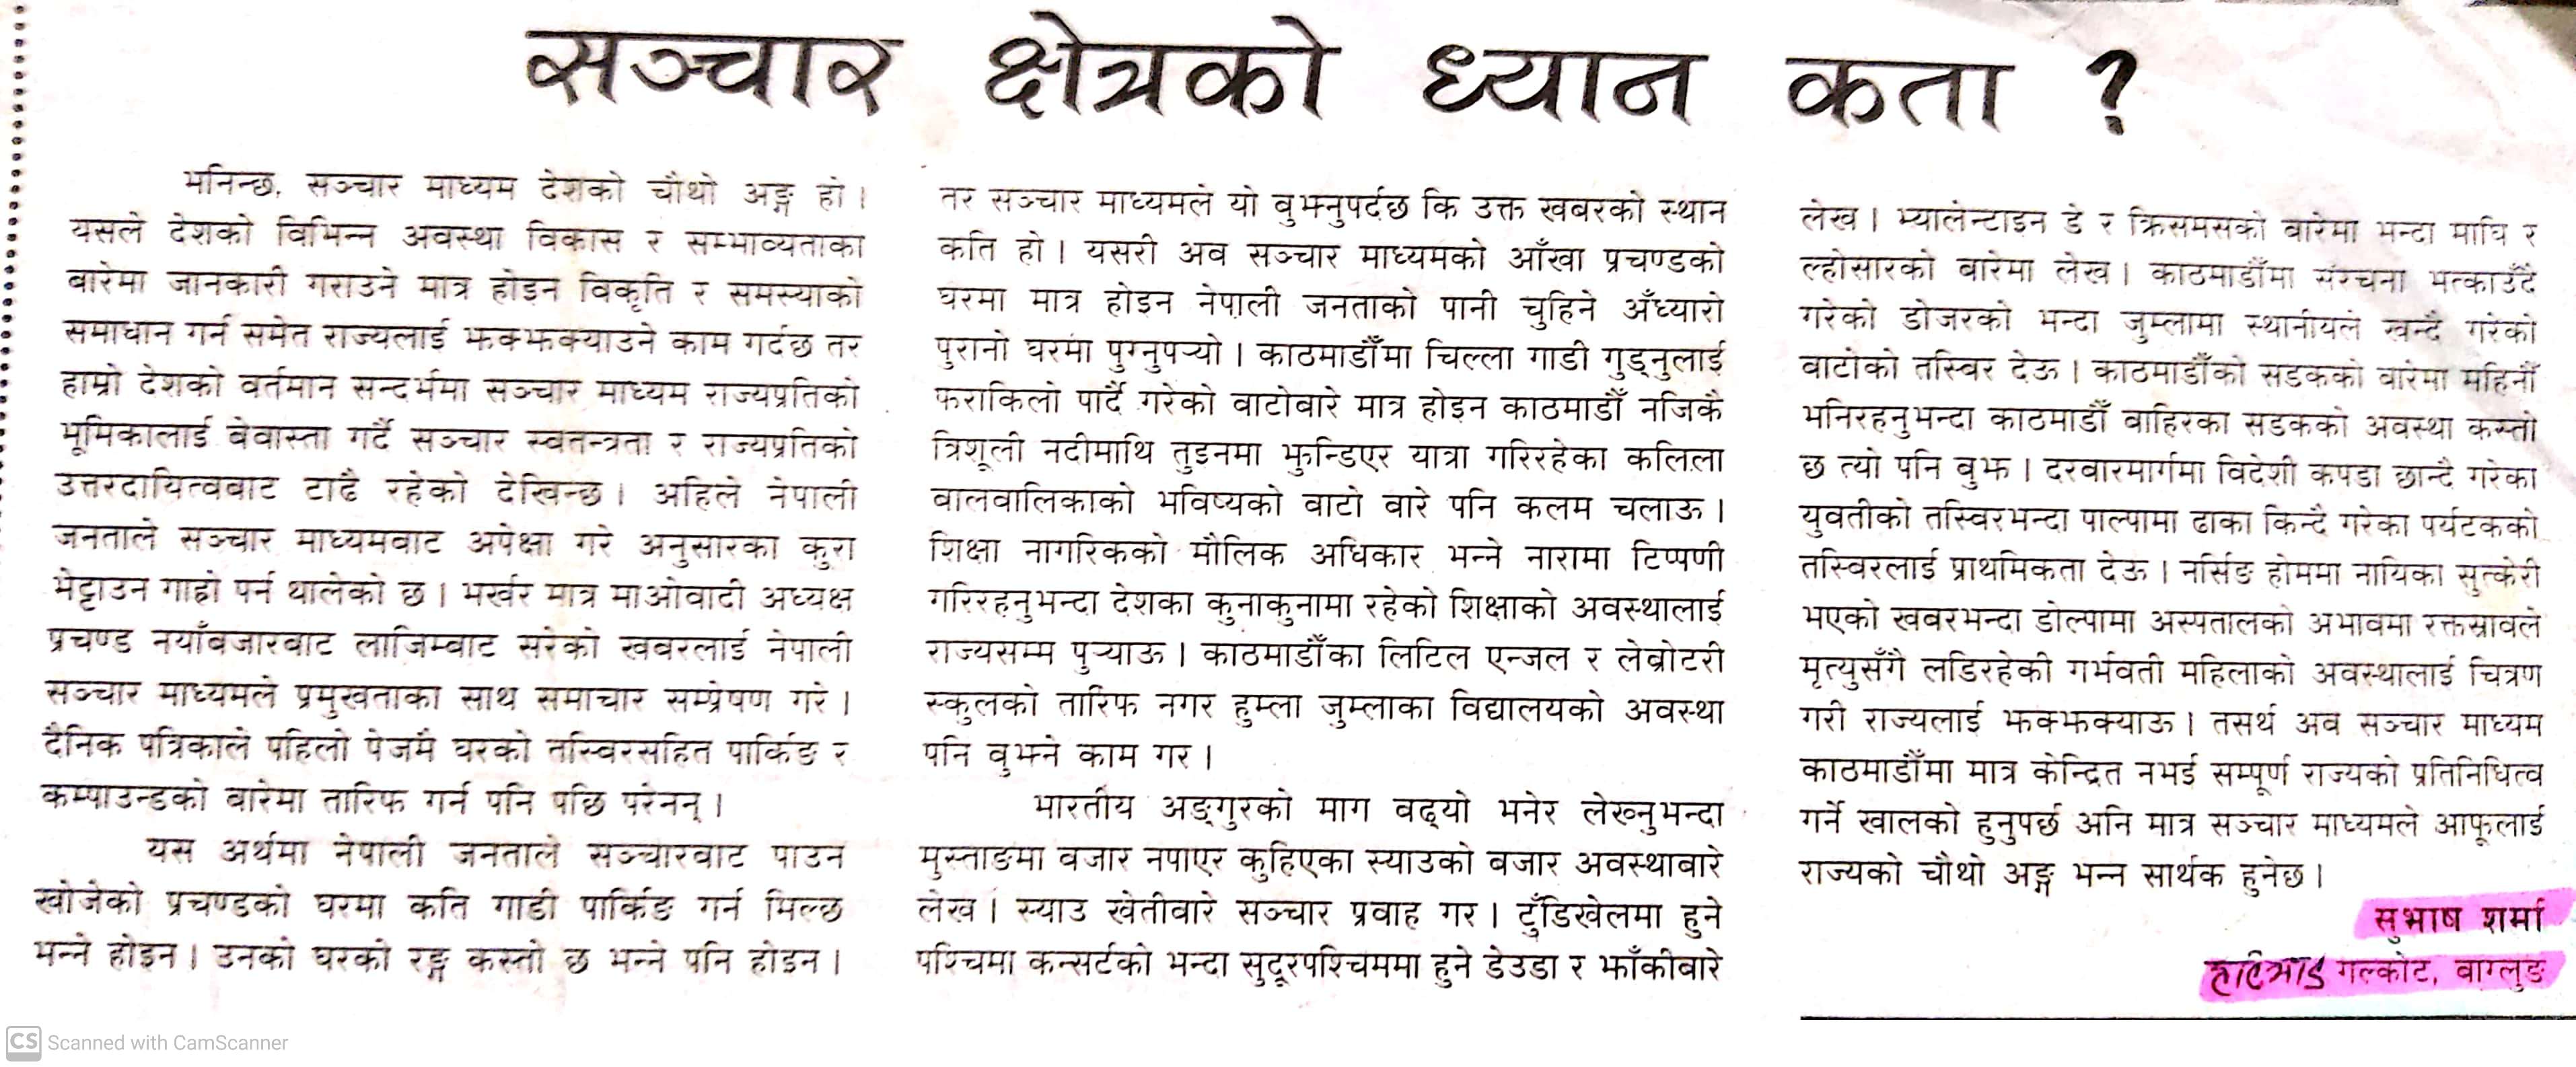 सञ्चार क्षेत्रको ध्यान कता ?
भनिन्छ, सञ्चार माध्यम देशको चौथो अङ्ग हो ।
यसले देशको विभिन्न अवस्था विकास र सम्भाव्यताका
बारेमा जानकारी गराउने मात्र होइन विकृति र समस्याको
समाधान गर्न समेत राज्यलाई झक्झक्याउने काम गर्दछ तर
हाम्रो देशको वर्तमान सन्दर्भमा सञ्चार माध्यम राज्यप्रतिको
भूमिकालाई बेवास्ता गर्दै सञ्चार स्वतन्त्रता र राज्यप्रतिको
उत्तरदायित्वबाट टाढै रहेको देखिन्छ । अहिले नेपाली
जनताले सञ्चार माध्यमबाट अपेक्षा गरे अनुसारका कुरा
भेट्टाउन गाह्रो पर्न थालेको छ । भर्खर मात्र माओवादी अध्यक्ष
प्रचण्ड नयाँबजारबाट लाजिम्बाट सरेको खबरलाई नेपाली
सञ्चार माध्यमले प्रमुखताका साथ समाचार सम्प्रेषण गरे ।
दैनिक पत्रिकाले पहिलो पेजमै घरको तस्विरसहित पार्किङ र
कम्पाउन्डको बारेमा तारिफ गर्न पनि पछि परेनन् ।
यस अर्थमा नेपाली जनताले सञ्चारबाट पाउन
खोजेको प्रचण्डको घरमा कति गाडी पार्किङ गर्न मिल्छ
भन्ने होइन । उनको घरको रङ्ग कस्तो छ भन्ने पनि होइन ।
तर सञ्चार माध्यमले यो बुझ्नुपर्दछ कि उक्त खबरको स्थान
कति हो । यसरी अब सञ्चार माध्यमको आँखा प्रचण्डको
घरमा मात्र होइन नेपाली जनताको पानी चुहिने अँध्यारो
पुरानो घरमा पुग्नुपर्‍यो । काठमाडौँमा चिल्ला गाडी गुड्नुलाई
फराकिलो पार्दै गरेको बाटोबारे मात्र होइन काठमाडौँ नजिकै
त्रिशूली नदीमाथि तुइनमा झुन्डिएर यात्रा गरिरहेका कलिला
बालबालिकाको भविष्यको बाटो बारे पनि कलम चलाऊ ।
शिक्षा नागरिकको मौलिक अधिकार भन्ने नारामा टिप्पणी
गरिरहनुभन्दा देशका कुनाकुनामा रहेको शिक्षाको अवस्थालाई
राज्यसम्म पुर्‍याऊ । काठमाडौँका लिटिल एन्जल र लेब्रोटरी
स्कुलको तारिफ नगर हुम्ला जुम्लाका विद्यालयको अवस्था
पनि बुझ्ने काम गर ।
भारतीय अङ्गुरको माग बढ्यो भनेर लेख्नुभन्दा
मुस्ताङमा बजार नपाएर कुहिएका स्याउको बजार अवस्थाबारे
लेख । स्याउ खेतीबारे सञ्चार प्रवाह गर । टुँडिखेलमा हुने
पश्चिमा कन्सर्टको भन्दा सुदूरपश्चिममा हुने डेउडा र झाँकीबारे
लेख । भ्यालेन्टाइन डे र क्रिसमसको बारेमा भन्दा माघि र
ल्होसारको बारेमा लेख । काठमाडौँमा संरचना भत्काउँदै
गरेको डोजरको भन्दा जुम्लामा स्थानीयले खन्दै गरेको
बाटोको तस्विर देऊ । काठमाडौँको सडकको बारेमा महिनौँ
भनिरहनुभन्दा काठमाडौँ बाहिरका सडकको अवस्था कस्तो
छ त्यो पनि बुझ । दरबारमार्गमा विदेशी कपडा छान्दै गरेका
युवतीको तस्विरभन्दा पाल्पामा ढाका किन्दै गरेका पर्यटकको
तस्विरलाई प्राथमिकता देऊ । नर्सिङ होममा नायिका सुत्केरी
भएको खबरभन्दा डोल्पामा अस्पतालको अभावमा रक्तस्रावले
मृत्युसँगै लडिरहेकी गर्भवती महिलाको अवस्थालाई चित्रण
गरी राज्यलाई झक्झक्याऊ । तसर्थ अब सञ्चार माध्यम
काठमाडौँमा मात्र केन्द्रित नभई सम्पूर्ण राज्यको प्रतिनिधित्व
गर्ने खालको हुनुपर्छ अनि मात्र सञ्चार माध्यमले आफूलाई
राज्यको चौथो अङ्ग भन्न सार्थक हुनेछ ।
सुभाष शर्मा
गल्कोट, बाग्लुङ
CS Scanned with CamScanner